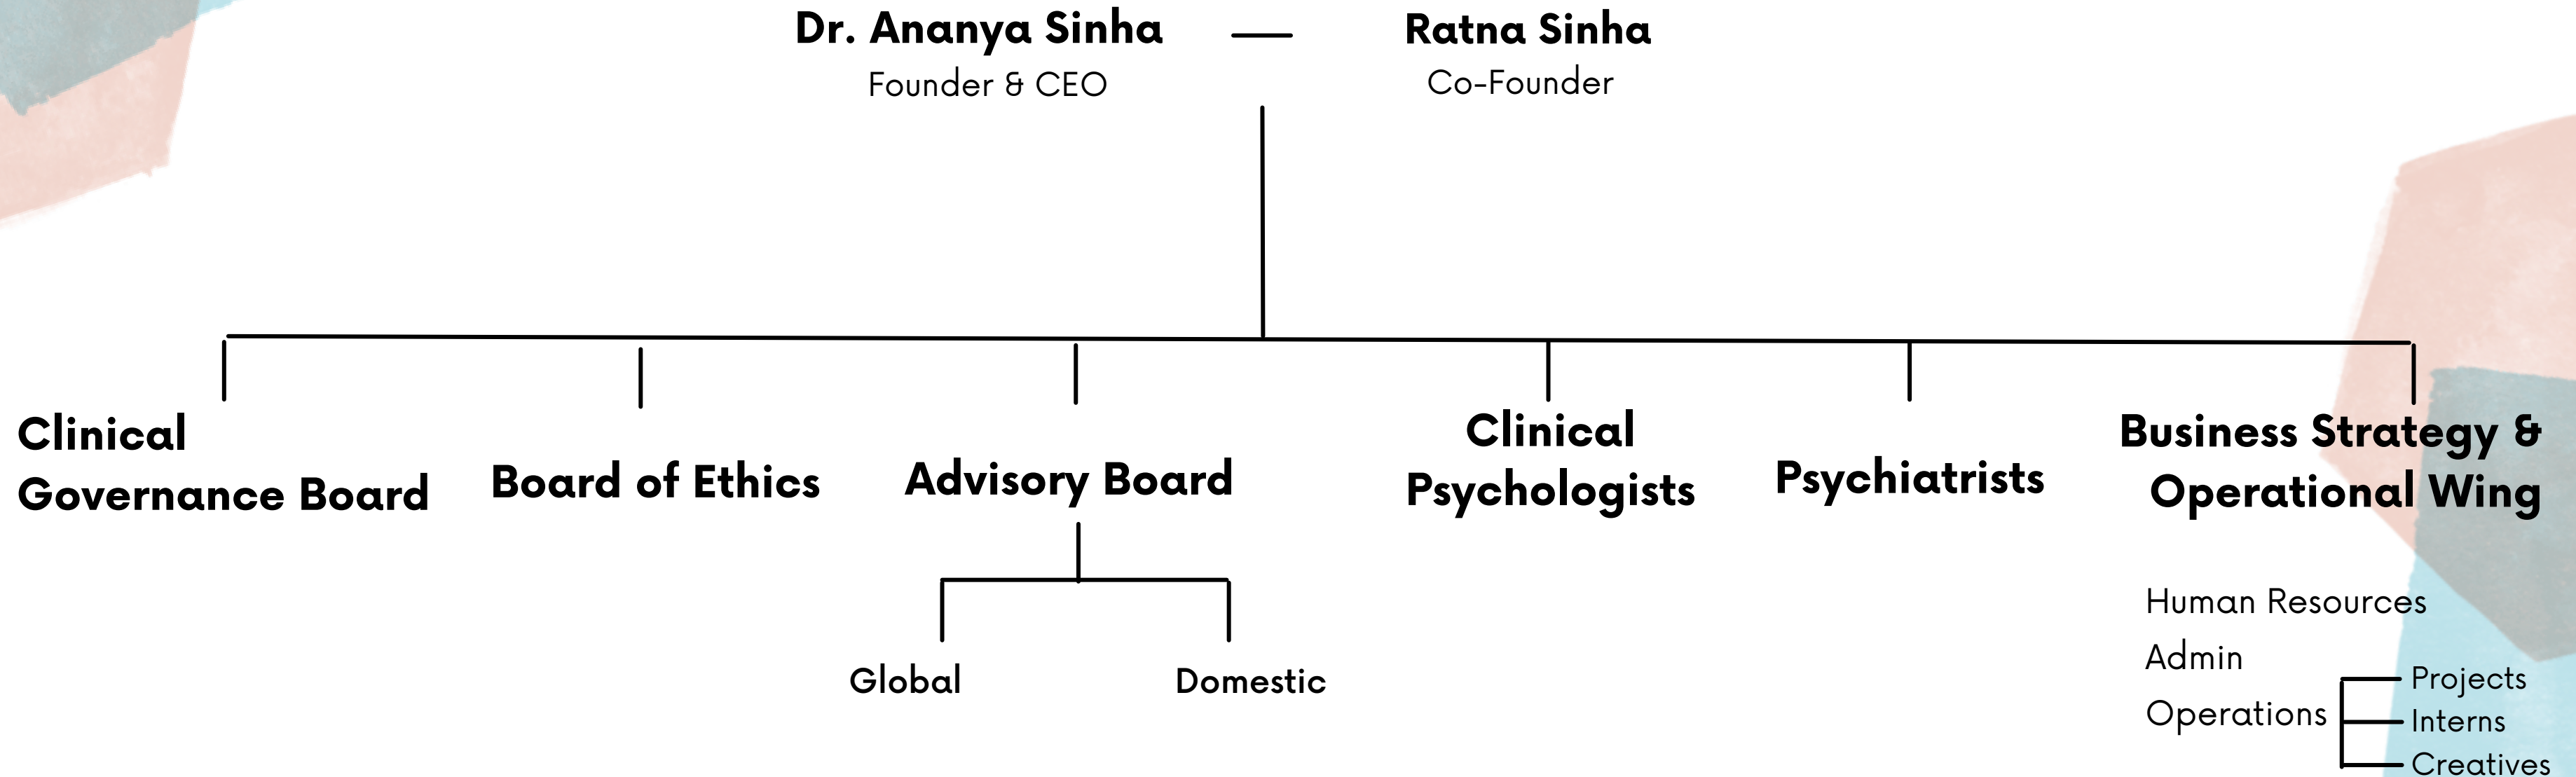 Dr. Ananya Sinha
Founder & CEO
Ratna Sinha
Co-Founder
Clinical
Governance Board
Board of Ethics
Advisory Board
Global
Domestic
Clinical
Psychologists
Psychiatrists
Business Strategy &
Operational Wing
Human Resources
Admin
Operations
Projects
Interns
Creatives